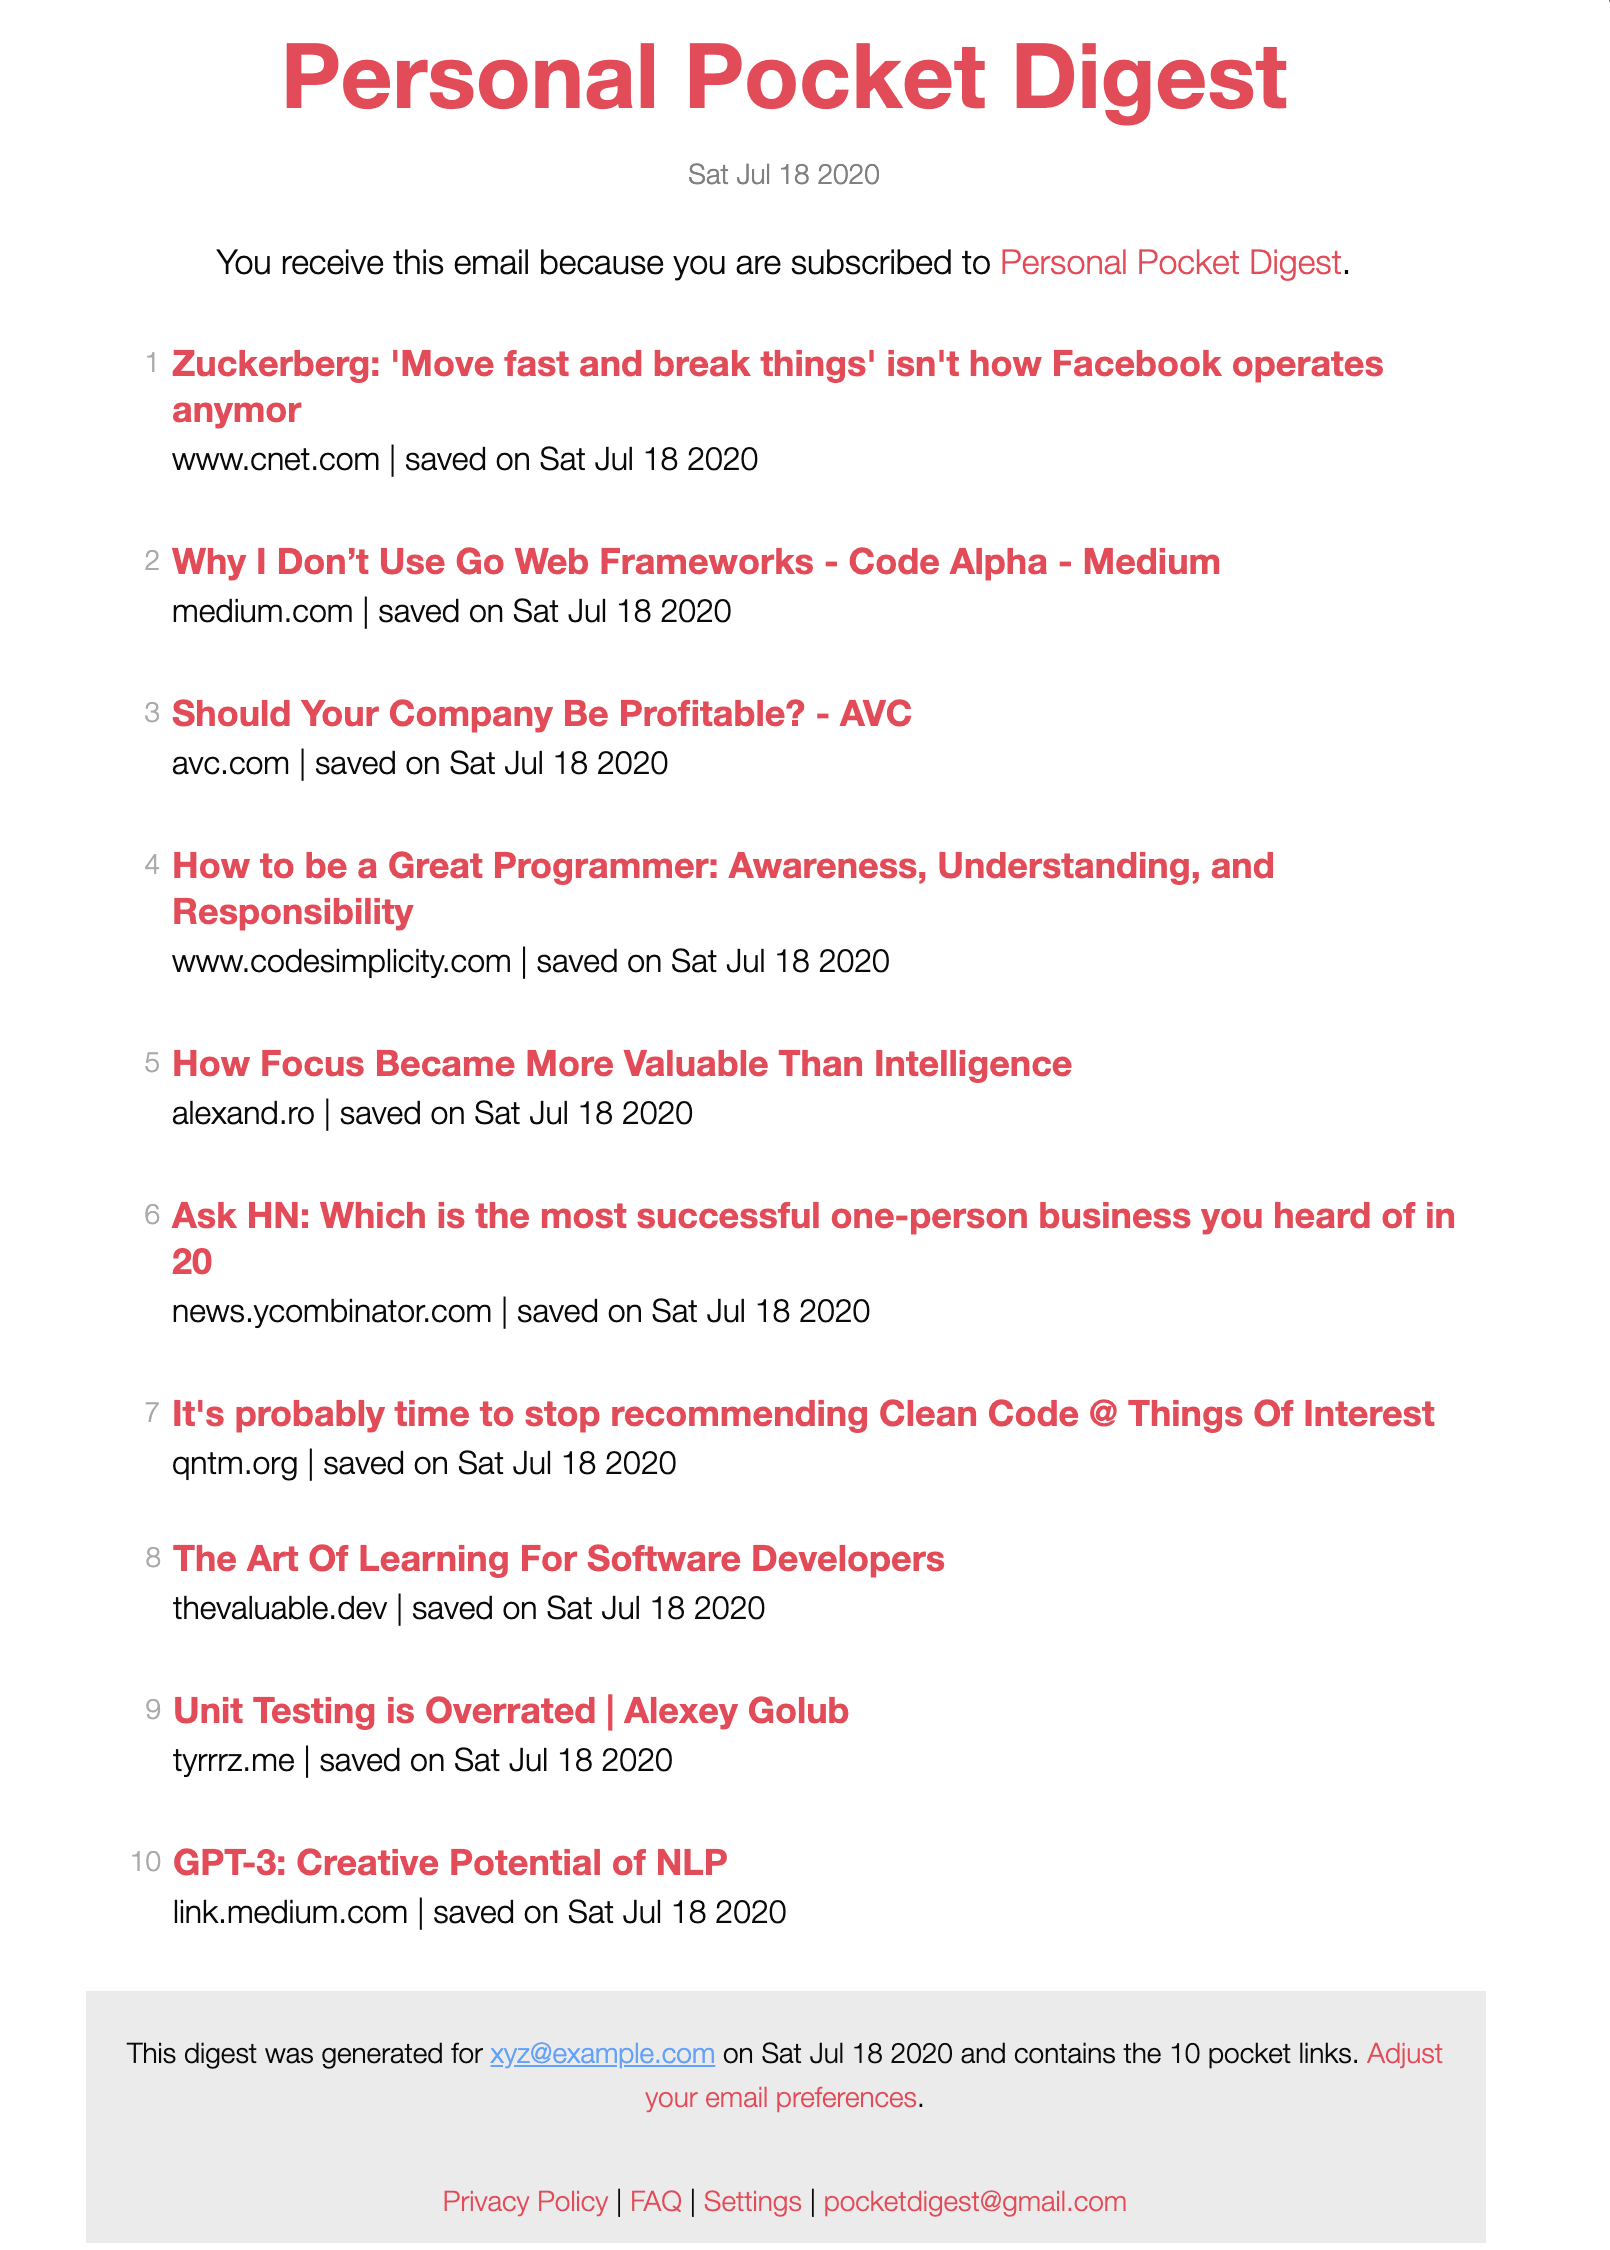 Personal Pocket Digest
Sat Jul 18 2020
You receive this email because you are subscribed to Personal Pocket Digest.
1 Zuckerberg: 'Move fast and break things' isn't how Facebook operates
anymor
www.cnet.com | saved on Sat Jul 18 2020
2 Why I Don’t Use Go Web Frameworks - Code Alpha - Medium
medium.com | saved on Sat Jul 18 2020
3 Should Your Company Be Profitable? - AVC
avc.com | saved on Sat Jul 18 2020
4 How to be a Great Programmer: Awareness, Understanding, and
Responsibility
www.codesimplicity.com | saved on Sat Jul 18 2020
5 How Focus Became More Valuable Than Intelligence
alexand.ro | saved on Sat Jul 18 2020
6 Ask HN: Which is the most successful one-person business you heard of in
20
news.ycombinator.com | saved on Sat Jul 18 2020
7 It's probably time to stop recommending Clean Code @ Things Of Interest
qntm.org | saved on Sat Jul 18 2020
8 The Art Of Learning For Software Developers
thevaluable.dev | saved on Sat Jul 18 2020
9 Unit Testing is Overrated | Alexey Golub
tyrrrz.me | saved on Sat Jul 18 2020
10 GPT-3: Creative Potential of NLP
link.medium.com | saved on Sat Jul 18 2020
This digest was generated for xyz@example.com on Sat Jul 18 2020 and contains the 10 pocket links. Adjust
your email preferences.
Privacy Policy | FAQ | Settings | pocketdigest@gmail.com